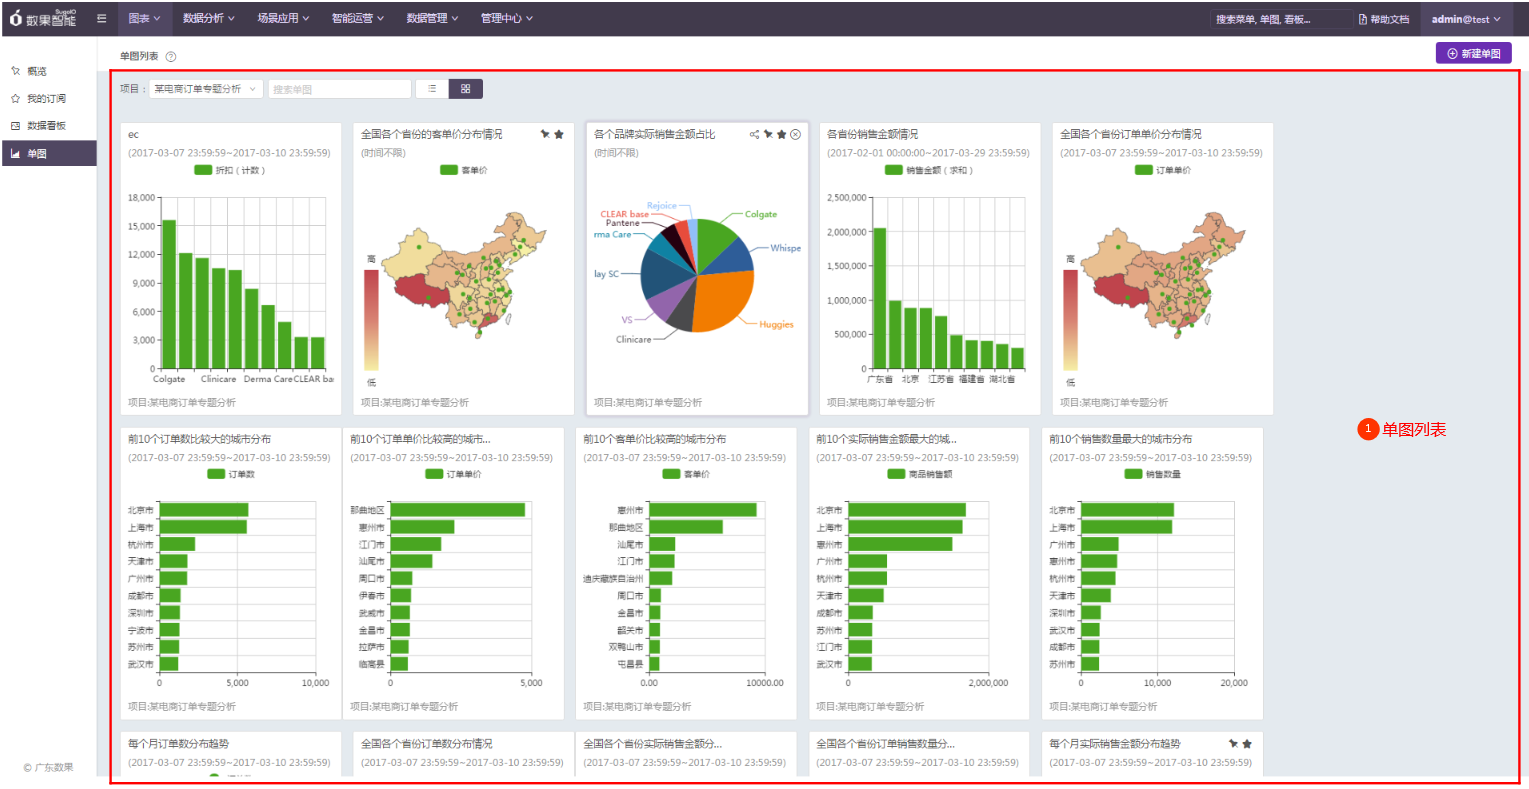 SugoIO
数果智能
图表 数据分析 场景应用 智能运营 数据管理 管理中心 搜索菜单, 单图, 看板... 帮助文档 admin@test
概览
我的订阅
数据看板
单图
© 广东数果
单图列表 ?
新建单图
项目： 某电商订单专题分析 搜索单图
ec
(2017-03-07 23:59:59~2017-03-10 23:59:59)
折扣（计数）
18,000
15,000
12,000
9,000
6,000
3,000
0
Colgate Clinicare Derma Care CLEAR ba
项目:某电商订单专题分析
全国各个省份的客单价分布情况
(时间不限)
客单价
高
低
项目:某电商订单专题分析
各个品牌实际销售金额占比
(时间不限)
Rejoice
CLEAR base
Pantene
rma Care
lay SC
VS
Clinicare
Colgate
Whispe
Huggies
项目:某电商订单专题分析
各省份销售金额情况
(2017-02-01 00:00:00~2017-03-29 23:59:59)
销售金额（求和）
2,500,000
2,000,000
1,500,000
1,000,000
500,000
0
广东省 北京 江苏省 福建省 湖北省
项目:某电商订单专题分析
全国各个省份订单单价分布情况
(2017-03-07 23:59:59~2017-03-10 23:59:59)
订单单价
高
低
项目:某电商订单专题分析
1 单图列表
前10个订单数比较大的城市分布
(2017-03-07 23:59:59~2017-03-10 23:59:59)
订单数
北京市
上海市
杭州市
天津市
广州市
成都市
深圳市
宁波市
苏州市
武汉市
0 5,000 10,000
项目:某电商订单专题分析
前10个订单单价比较高的城市...
(2017-03-07 23:59:59~2017-03-10 23:59:59)
订单单价
那曲地区
惠州市
江门市
汕尾市
周口市
伊春市
武威市
金昌市
拉萨市
临高县
0 5,000
项目:某电商订单专题分析
前10个客单价比较高的城市分布
(2017-03-07 23:59:59~2017-03-10 23:59:59)
客单价
惠州市
那曲地区
汕尾市
江门市
迪庆藏族自治州
周口市
金昌市
韶关市
双鸭山市
屯昌县
0.00 10000.00
项目:某电商订单专题分析
前10个实际销售金额最大的城...
(2017-03-07 23:59:59~2017-03-10 23:59:59)
商品销售额
北京市
上海市
惠州市
广州市
杭州市
天津市
成都市
苏州市
江门市
武汉市
0 2,000,000
项目:某电商订单专题分析
前10个销售数量最大的城市分布
(2017-03-07 23:59:59~2017-03-10 23:59:59)
销售数量
北京市
上海市
广州市
惠州市
杭州市
天津市
深圳市
武汉市
成都市
苏州市
0 10,000 20,000
项目:某电商订单专题分析
每个月订单数分布趋势
(2017-03-07 23:59:59~2017-03-10 23:59:59)
全国各个省份订单数分布情况
(2017-03-07 23:59:59~2017-03-10 23:59:59)
全国各个省份实际销售金额分...
(2017-03-07 23:59:59~2017-03-10 23:59:59)
全国各个省份订单销售数量分...
(2017-03-07 23:59:59~2017-03-10 23:59:59)
每个月实际销售金额分布趋势
(2017-03-07 23:59:59~2017-03-10 23:59:59)